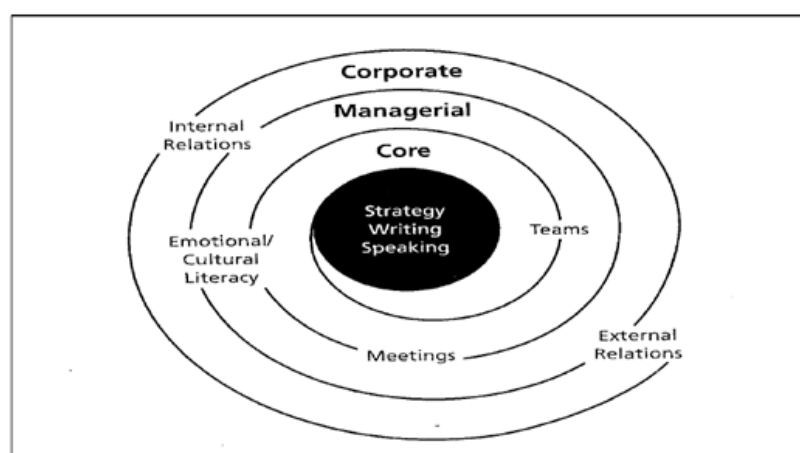 Corporate
Managerial
Core
Internal
Relations
Strategy
Writing
Speaking
Teams
Emotional/
Cultural
Literacy
Meetings
External
Relations